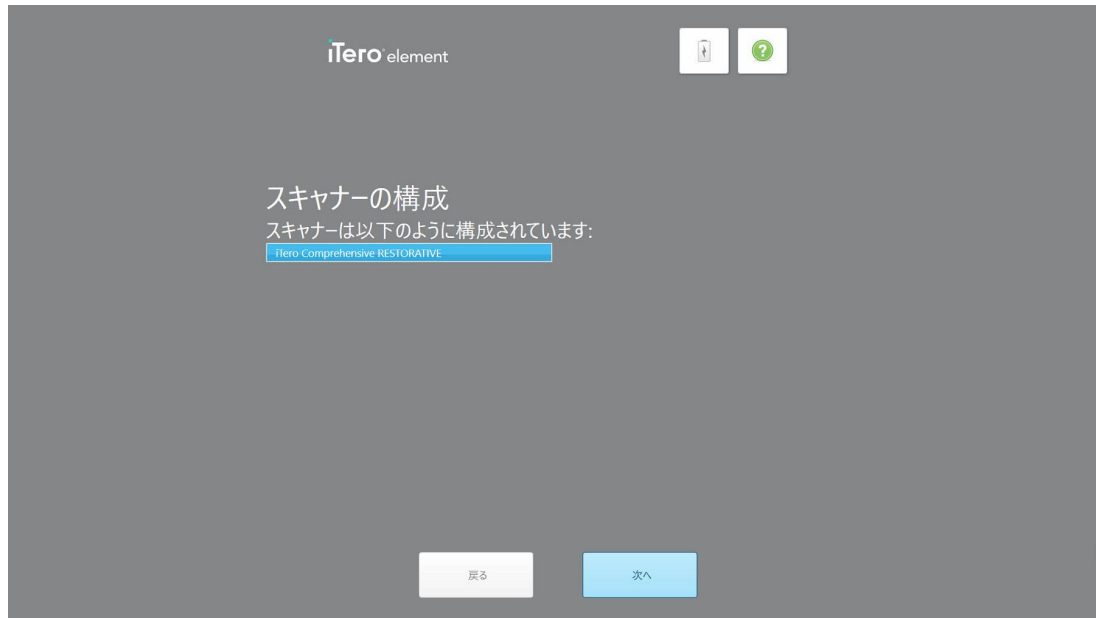 iTero element
?
スキャナーの構成
スキャナーは以下のように構成されています:
iTero Comprehensive RESTORATIVE
戻る
次へ